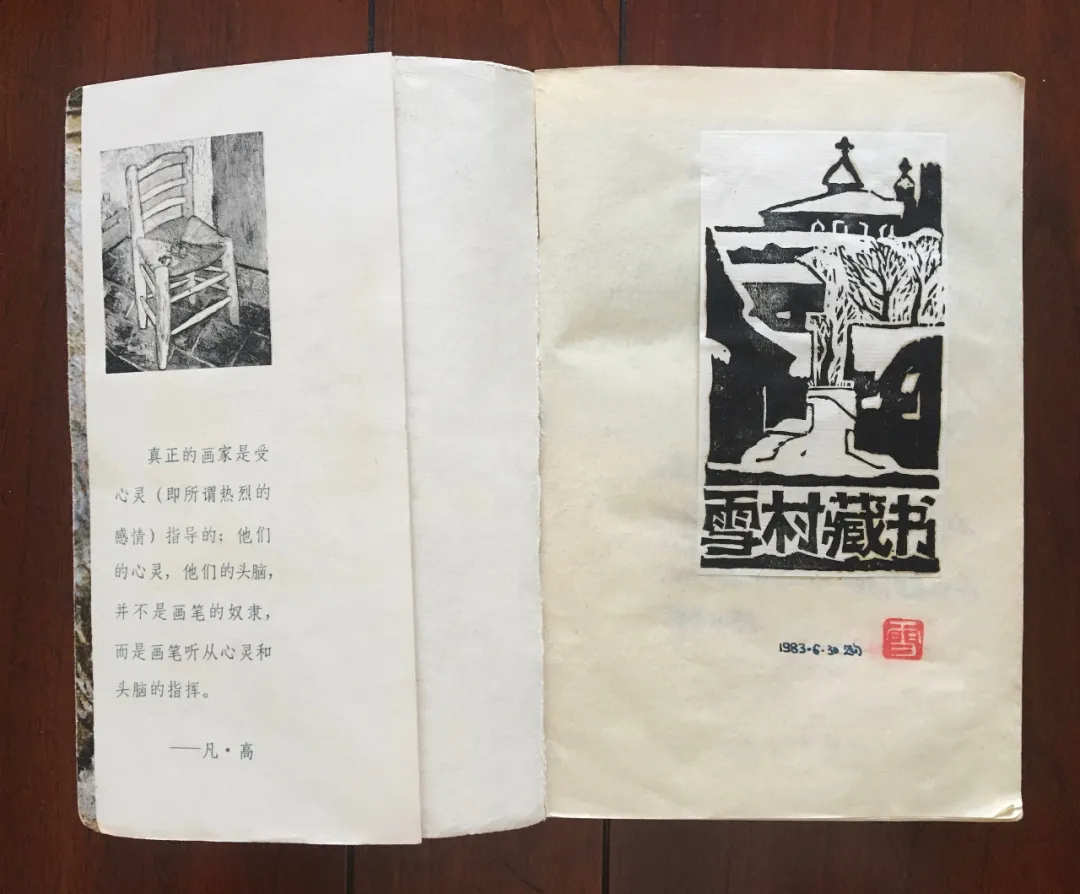 真正的画家是受
心灵（即所谓热烈的
感情）指导的；他们
的心灵，他们的头脑，
并不是画笔的奴隶，
而是画笔听从心灵和
头脑的指挥。
——凡·高
雪村藏书
1983.6.30
雪